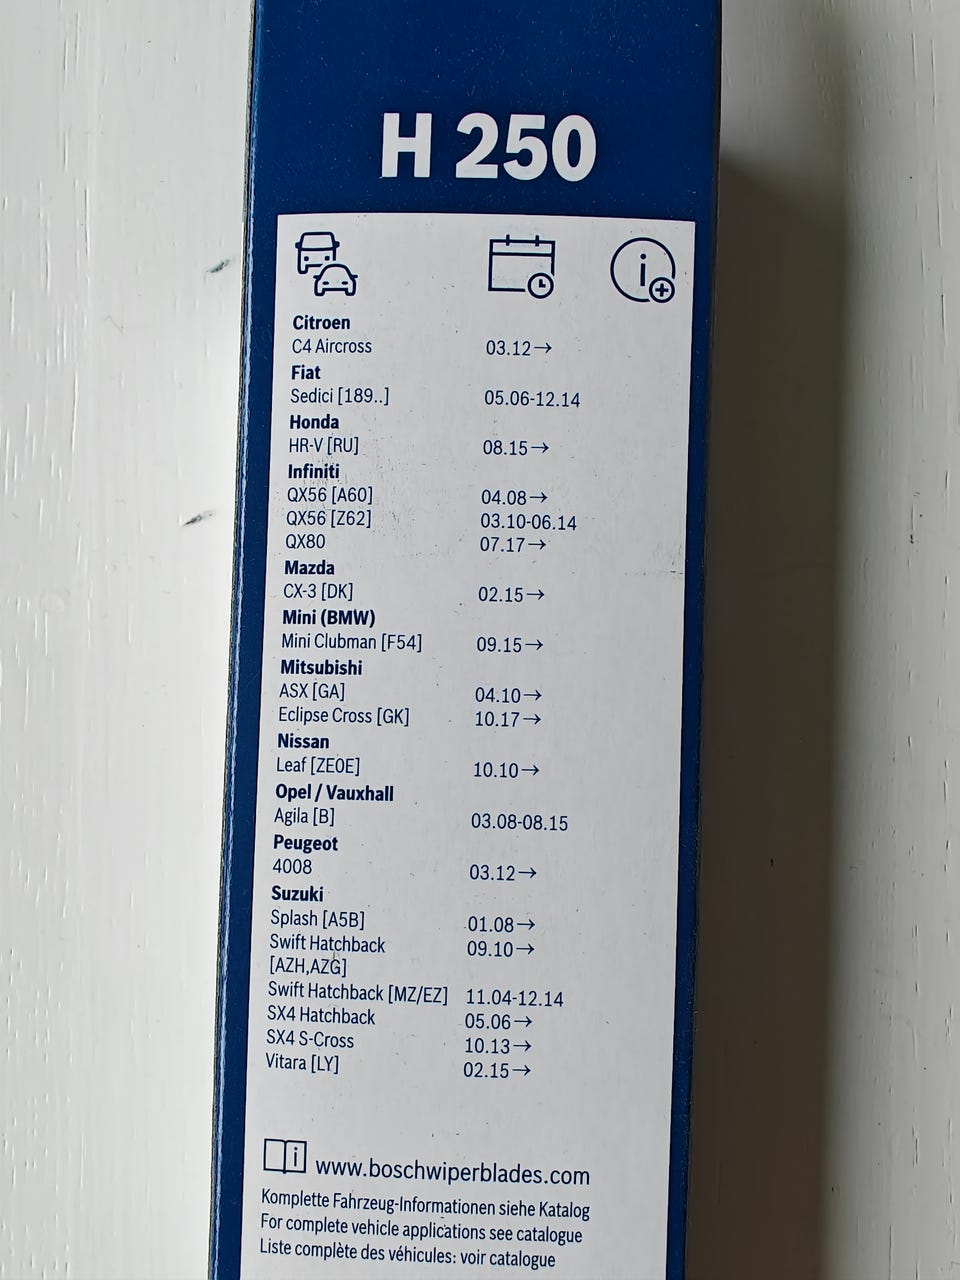 H 250
Citroen
C4 Aircross 03.12→
Fiat
Sedici [189..] 05.06-12.14
Honda
HR-V [RU] 08.15→
Infiniti
QX56 [A60] 04.08→
QX56 [Z62] 03.10-06.14
QX80 07.17→
Mazda
CX-3 [DK] 02.15→
Mini (BMW)
Mini Clubman [F54] 09.15→
Mitsubishi
ASX [GA] 04.10→
Eclipse Cross [GK] 10.17→
Nissan
Leaf [ZE0E] 10.10→
Opel / Vauxhall
Agila [B] 03.08-08.15
Peugeot
4008 03.12→
Suzuki
Splash [A5B] 01.08→
Swift Hatchback 09.10→
[AZH,AZG]
Swift Hatchback [MZ/EZ] 11.04-12.14
SX4 Hatchback 05.06→
SX4 S-Cross 10.13→
Vitara [LY] 02.15→
www.boschwiperblades.com
Komplette Fahrzeug-Informationen siehe Katalog
For complete vehicle applications see catalogue
Liste complète des véhicules: voir catalogue